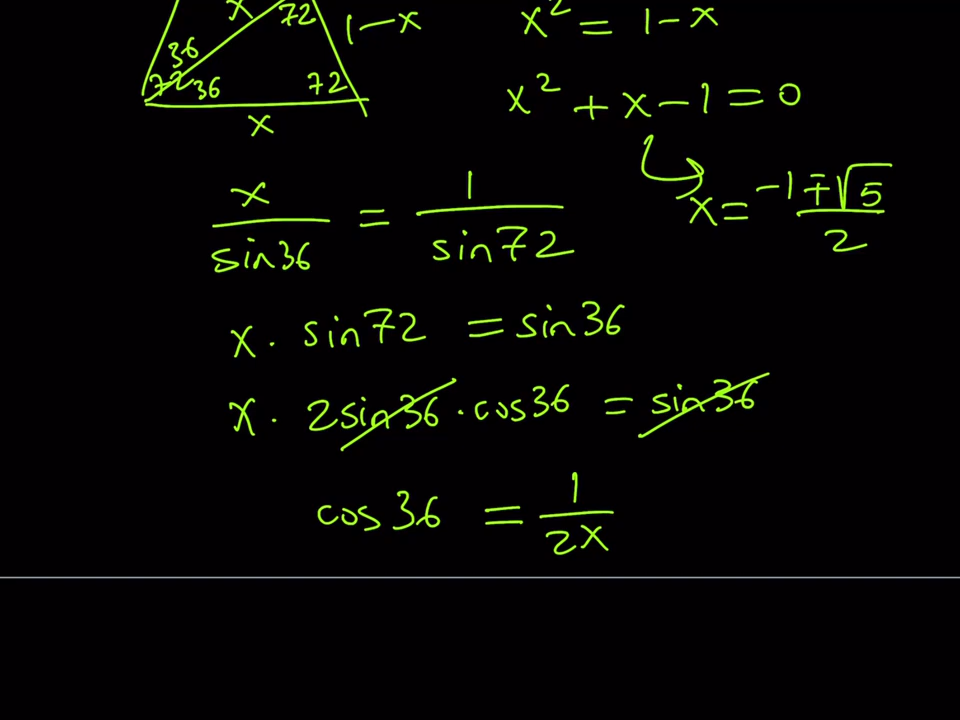 x 72 1-x x² = 1-x
36
72 36 72 x² + x - 1 = 0
x
x/sin36 = 1/sin72 x = (-1 ∓ √5)/2
x · sin72 = sin36
x · 2sin36 · cos36 = sin36
cos36 = 1/2x